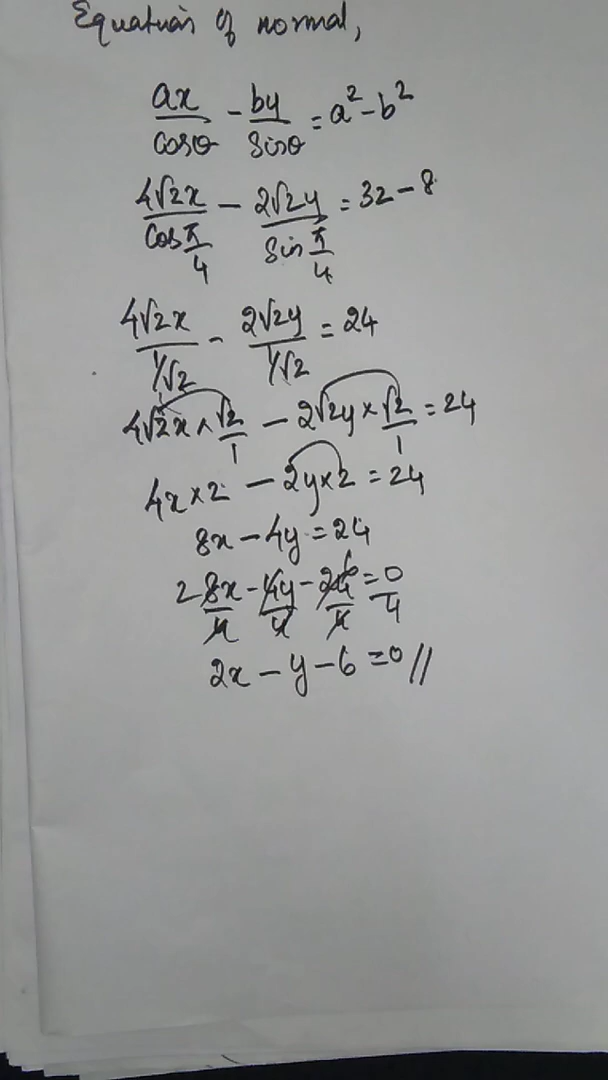 Equation of normal,
ax/cosθ - by/sinθ = a² - b²
4√2x/cos π/4 - 2√2y/sin π/4 = 32 - 8
4√2x/1/√2 - 2√2y/1/√2 = 24
4√2x × √2/1 - 2√2y × √2/1 = 24
4x × 2 - 2y × 2 = 24
8x - 4y = 24
2 8x/4 - 4y/4 - 24/4 6 = 0/4
2x - y - 6 = 0 //